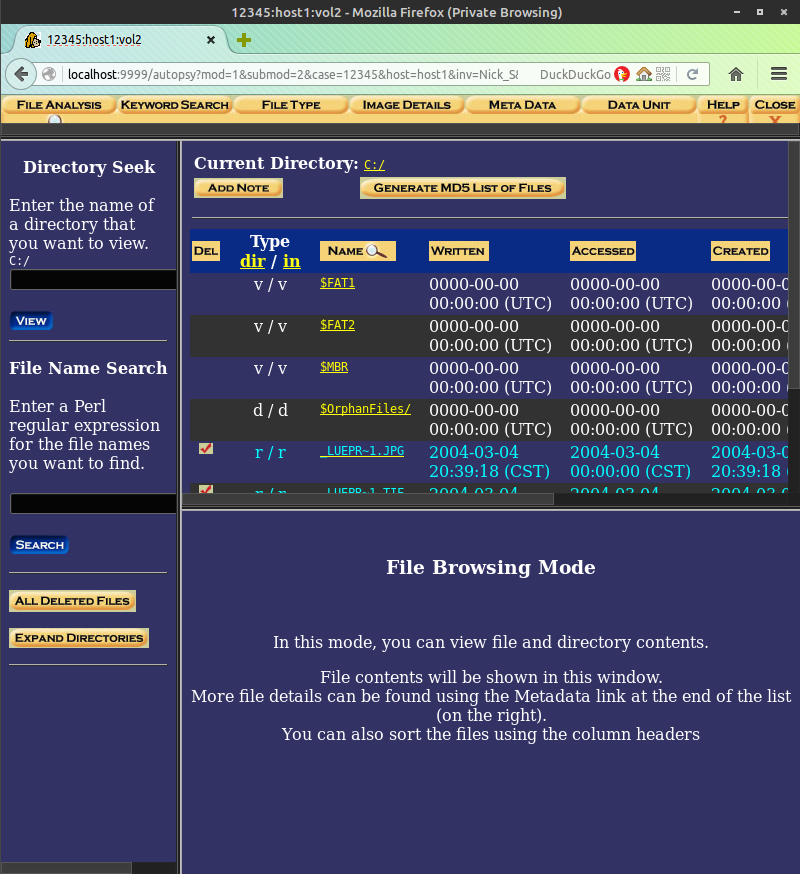 12345:host1:vol2 - Mozilla Firefox (Private Browsing)
12345:host1:vol2
localhost:9999/autopsy?mod=1&submod=2&case=12345&host=host1&inv=Nick_S8
DuckDuckGo
FILE ANALYSIS KEYWORD SEARCH FILE TYPE IMAGE DETAILS META DATA DATA UNIT HELP CLOSE
? X
Directory Seek
Enter the name of
a directory that
you want to view.
C:/
VIEW
File Name Search
Enter a Perl
regular expression
for the file names
you want to find.
SEARCH
ALL DELETED FILES
EXPAND DIRECTORIES
Current Directory: C:/
ADD NOTE GENERATE MD5 LIST OF FILES
DEL Type NAME WRITTEN ACCESSED CREATED
dir / in
v / v $FAT1 0000-00-00 0000-00-00 0000-00-0
00:00:00 (UTC) 00:00:00 (UTC) 00:00:00
v / v $FAT2 0000-00-00 0000-00-00 0000-00-0
00:00:00 (UTC) 00:00:00 (UTC) 00:00:00
v / v $MBR 0000-00-00 0000-00-00 0000-00-0
00:00:00 (UTC) 00:00:00 (UTC) 00:00:00
d / d $OrphanFiles/ 0000-00-00 0000-00-00 0000-00-0
00:00:00 (UTC) 00:00:00 (UTC) 00:00:00
r / r _LUEPR~1.JPG 2004-03-04 2004-03-04 2004-03-0
20:39:18 (CST) 00:00:00 (CST) 20:39:18
r / r _LUEPR~1.TIF 2004-03-04 2004-03-04 2004-03-0
File Browsing Mode
In this mode, you can view file and directory contents.
File contents will be shown in this window.
More file details can be found using the Metadata link at the end of the list
(on the right).
You can also sort the files using the column headers